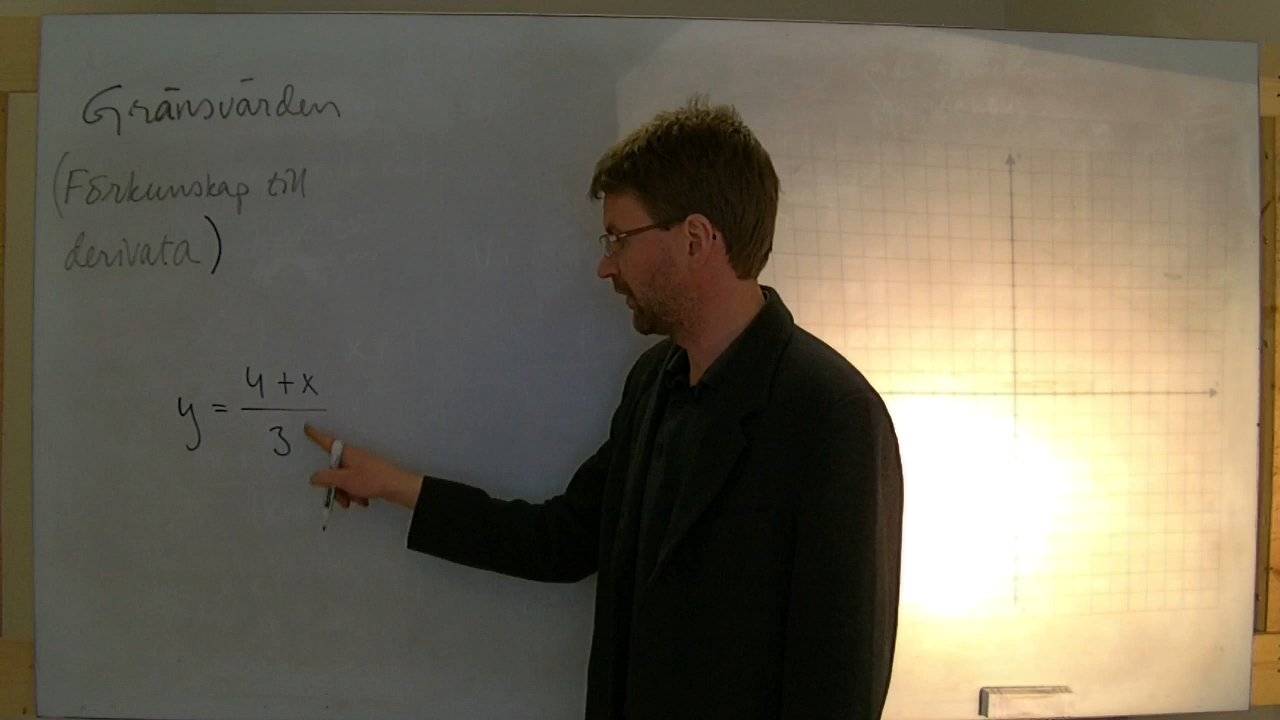 Gränsvärden
(Förkunskap till
derivata)
y = (4+x)/3